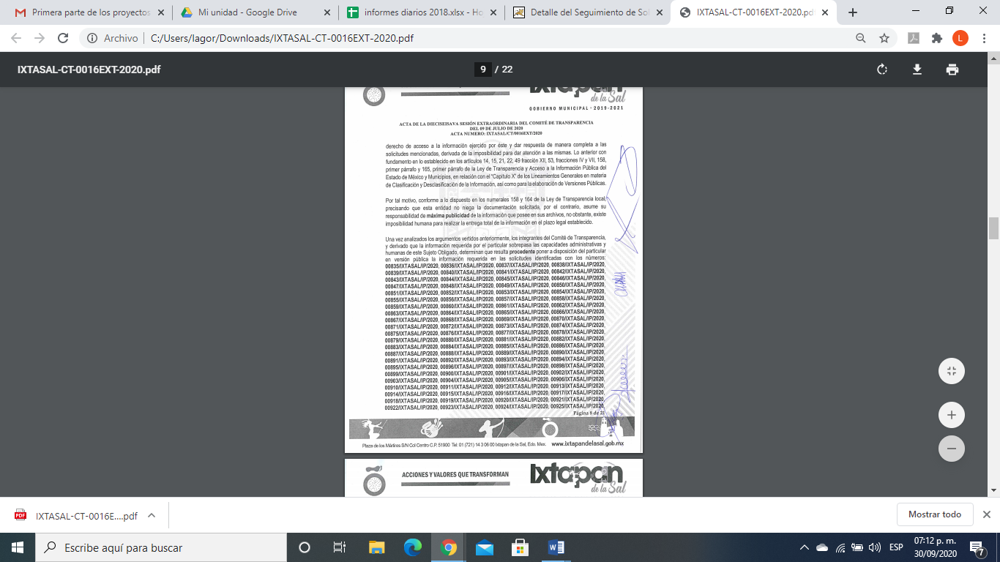 Primera parte de los proyectos
Mi unidad - Google Drive
informes diarios 2018.xlsx - Ho
Detalle del Seguimiento de Sol
IXTASAL-CT-0016EXT-2020.pdf
Archivo
C:/Users/lagor/Downloads/IXTASAL-CT-0016EXT-2020.pdf
L
IXTASAL-CT-0016EXT-2020.pdf
9 / 22
Ixtapan
de la Sal
GOBIERNO MUNICIPAL - 2019-2021
ACTA DE LA DIECISEISAVA SESIÓN EXTRAORDINARIA DEL COMITÉ DE TRANSPARENCIA
DEL 09 DE JULIO DE 2020
ACTA NUMERO: IXTASAL/CT/0016EXT/2020
derecho de acceso a la información ejercido por éste y dar respuesta de manera completa a las
solicitudes mencionadas, derivada de la imposibilidad para dar atención a las mismas. Lo anterior con
fundamento en lo establecido en los artículos 14, 15, 21, 22, 49 fracción XII, 53, fracciones IV y VII, 158,
primer párrafo y 165, primer párrafo de la Ley de Transparencia y Acceso a la Información Pública del
Estado de México y Municipios, en relación con el "Capítulo X" de los Lineamientos Generales en materia
de Clasificación y Desclasificación de la Información, así como para la elaboración de Versiones Públicas.
Por tal motivo, conforme a lo dispuesto en los numerales 158 y 164 de la Ley de Transparencia local,
precisando que esta entidad no niega la documentación solicitada, por el contrario, asume su
responsabilidad de máxima publicidad de la información que posee en sus archivos, no obstante, existe
imposibilidad humana para realizar la entrega total de la información en el plazo legal establecido.
Una vez analizados los argumentos vertidos anteriormente, los integrantes del Comité de Transparencia,
y derivado que la información requerida por el particular sobrepasa las capacidades administrativas y
humanas de este Sujeto Obligado, determinan que resulta procedente poner a disposición del particular
en versión pública la información requerida en las solicitudes identificadas con los números:
00835/IXTASAL/IP/2020, 00836/IXTASAL/IP/2020, 00837/IXTASAL/IP/2020, 00838/IXTASAL/IP/2020,
00839/IXTASAL/IP/2020, 00840/IXTASAL/IP/2020, 00841/IXTASAL/IP/2020, 00842/IXTASAL/IP/2020,
00843/IXTASAL/IP/2020, 00844/IXTASAL/IP/2020, 00845/IXTASAL/IP/2020, 00846/IXTASAL/IP/2020,
00847/IXTASAL/IP/2020, 00848/IXTASAL/IP/2020, 00849/IXTASAL/IP/2020, 00850/IXTASAL/IP/2020,
00851/IXTASAL/IP/2020, 00852/IXTASAL/IP/2020, 00853/IXTASAL/IP/2020, 00854/IXTASAL/IP/2020,
00855/IXTASAL/IP/2020, 00856/IXTASAL/IP/2020, 00857/IXTASAL/IP/2020, 00858/IXTASAL/IP/2020,
00859/IXTASAL/IP/2020, 00860/IXTASAL/IP/2020, 00861/IXTASAL/IP/2020, 00862/IXTASAL/IP/2020,
00863/IXTASAL/IP/2020, 00864/IXTASAL/IP/2020, 00865/IXTASAL/IP/2020, 00866/IXTASAL/IP/2020,
00867/IXTASAL/IP/2020, 00868/IXTASAL/IP/2020, 00869/IXTASAL/IP/2020, 00870/IXTASAL/IP/2020,
00871/IXTASAL/IP/2020, 00872/IXTASAL/IP/2020, 00873/IXTASAL/IP/2020, 00874/IXTASAL/IP/2020,
00875/IXTASAL/IP/2020, 00876/IXTASAL/IP/2020, 00877/IXTASAL/IP/2020, 00878/IXTASAL/IP/2020,
00879/IXTASAL/IP/2020, 00880/IXTASAL/IP/2020, 00881/IXTASAL/IP/2020, 00882/IXTASAL/IP/2020,
00883/IXTASAL/IP/2020, 00884/IXTASAL/IP/2020, 00885/IXTASAL/IP/2020, 00886/IXTASAL/IP/2020,
00887/IXTASAL/IP/2020, 00888/IXTASAL/IP/2020, 00889/IXTASAL/IP/2020, 00890/IXTASAL/IP/2020,
00891/IXTASAL/IP/2020, 00892/IXTASAL/IP/2020, 00893/IXTASAL/IP/2020, 00894/IXTASAL/IP/2020,
00895/IXTASAL/IP/2020, 00896/IXTASAL/IP/2020, 00897/IXTASAL/IP/2020, 00898/IXTASAL/IP/2020,
00899/IXTASAL/IP/2020, 00900/IXTASAL/IP/2020, 00901/IXTASAL/IP/2020, 00902/IXTASAL/IP/2020,
00903/IXTASAL/IP/2020, 00904/IXTASAL/IP/2020, 00905/IXTASAL/IP/2020, 00906/IXTASAL/IP/2020,
00910/IXTASAL/IP/2020, 00911/IXTASAL/IP/2020, 00912/IXTASAL/IP/2020, 00913/IXTASAL/IP/2020,
00914/IXTASAL/IP/2020, 00915/IXTASAL/IP/2020, 00916/IXTASAL/IP/2020, 00917/IXTASAL/IP/2020,
00918/IXTASAL/IP/2020, 00919/IXTASAL/IP/2020, 00920/IXTASAL/IP/2020, 00921/IXTASAL/IP/2020,
00922/IXTASAL/IP/2020, 00923/IXTASAL/IP/2020, 00924/IXTASAL/IP/2020, 00925/IXTASAL/IP/2020,
Página 8 de 21
Plaza de los Mártires S/N Col Centro C.P. 51900 Tel: 01 (721) 14 3 06 00 Ixtapan de la Sal, Edo. Mex. www.ixtapandelasal.gob.mx
ACCIONES Y VALORES QUE TRANSFORMAN
Ixtapan
de la Sal
IXTASAL-CT-0016E....pdf
Mostrar todo
Escribe aquí para buscar
ESP
07:12 p. m.
30/09/2020
7